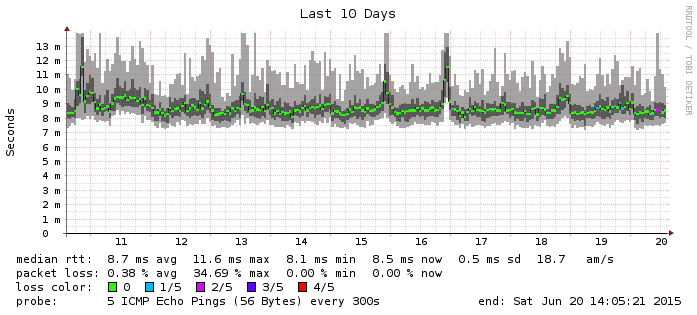 Last 10 Days
RRDTOOL / TOBI OETIKER
Seconds
13 m
12 m
11 m
10 m
9 m
8 m
7 m
6 m
5 m
4 m
3 m
2 m
1 m
0
11 12 13 14 15 16 17 18 19 20
median rtt: 8.7 ms avg 11.6 ms max 8.1 ms min 8.5 ms now 0.5 ms sd 18.7 am/s
packet loss: 0.38 % avg 34.69 % max 0.00 % min 0.00 % now
loss color: 0 1/5 2/5 3/5 4/5
probe: 5 ICMP Echo Pings (56 Bytes) every 300s end: Sat Jun 20 14:05:21 2015